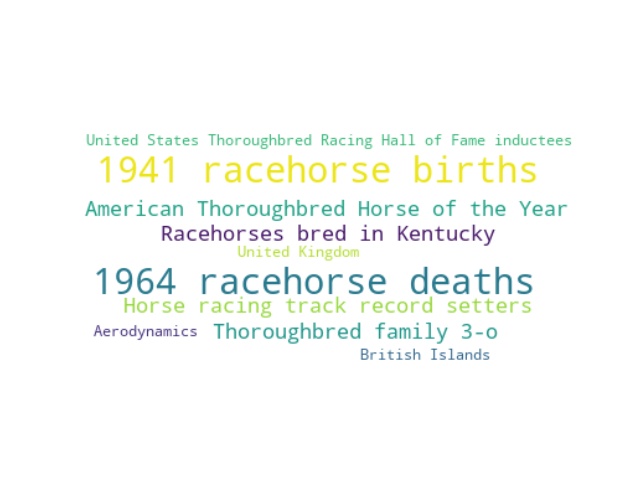 United States Thoroughbred Racing Hall of Fame inductees
1941 racehorse births
American Thoroughbred Horse of the Year
Racehorses bred in Kentucky
United Kingdom
1964 racehorse deaths
Horse racing track record setters
Aerodynamics
Thoroughbred family 3-o
British Islands